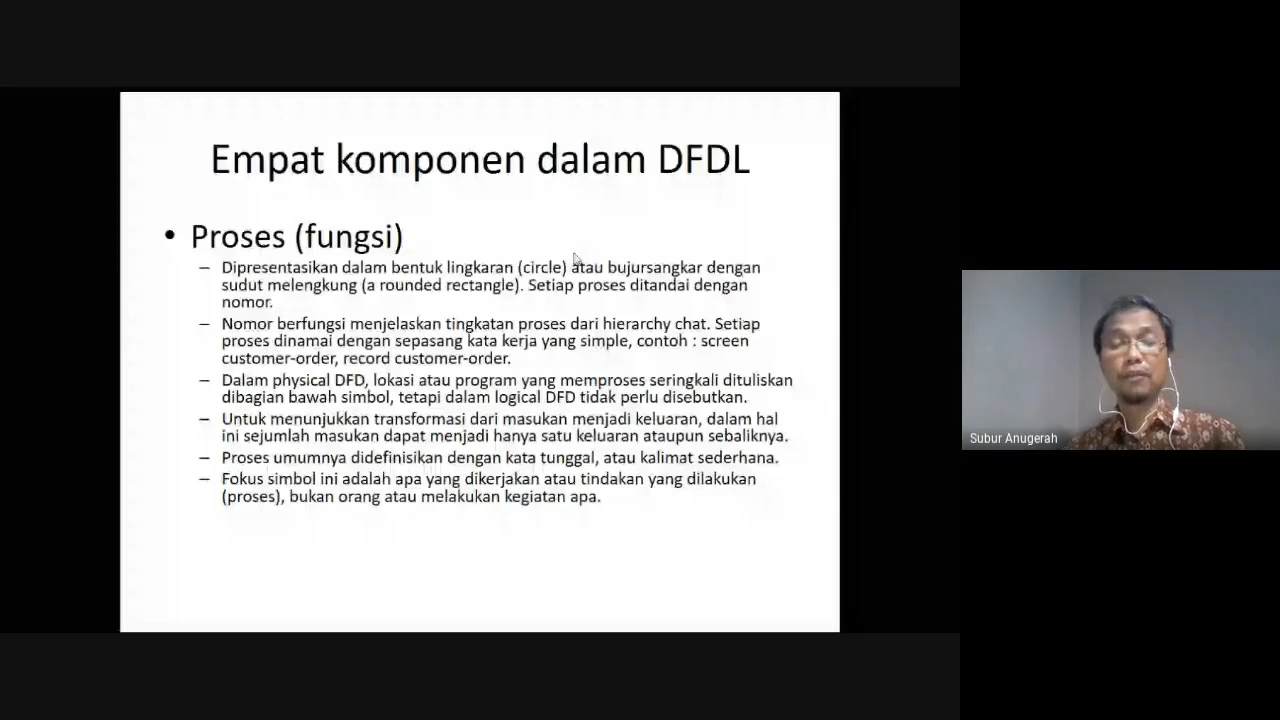 Empat komponen dalam DFDL
• Proses (fungsi)
– Dipresentasikan dalam bentuk lingkaran (circle) atau bujursangkar dengan
sudut melengkung (a rounded rectangle). Setiap proses ditandai dengan
nomor.
– Nomor berfungsi menjelaskan tingkatan proses dari hierarchy chat. Setiap
proses dinamai dengan sepasang kata kerja yang simple, contoh : screen
customer-order, record customer-order.
– Dalam physical DFD, lokasi atau program yang memproses seringkali dituliskan
dibagian bawah simbol, tetapi dalam logical DFD tidak perlu disebutkan.
– Untuk menunjukkan transformasi dari masukan menjadi keluaran, dalam hal
ini sejumlah masukan dapat menjadi hanya satu keluaran ataupun sebaliknya.
– Proses umumnya didefinisikan dengan kata tunggal, atau kalimat sederhana.
– Fokus simbol ini adalah apa yang dikerjakan atau tindakan yang dilakukan
(proses), bukan orang atau melakukan kegiatan apa.
Subur Anugerah